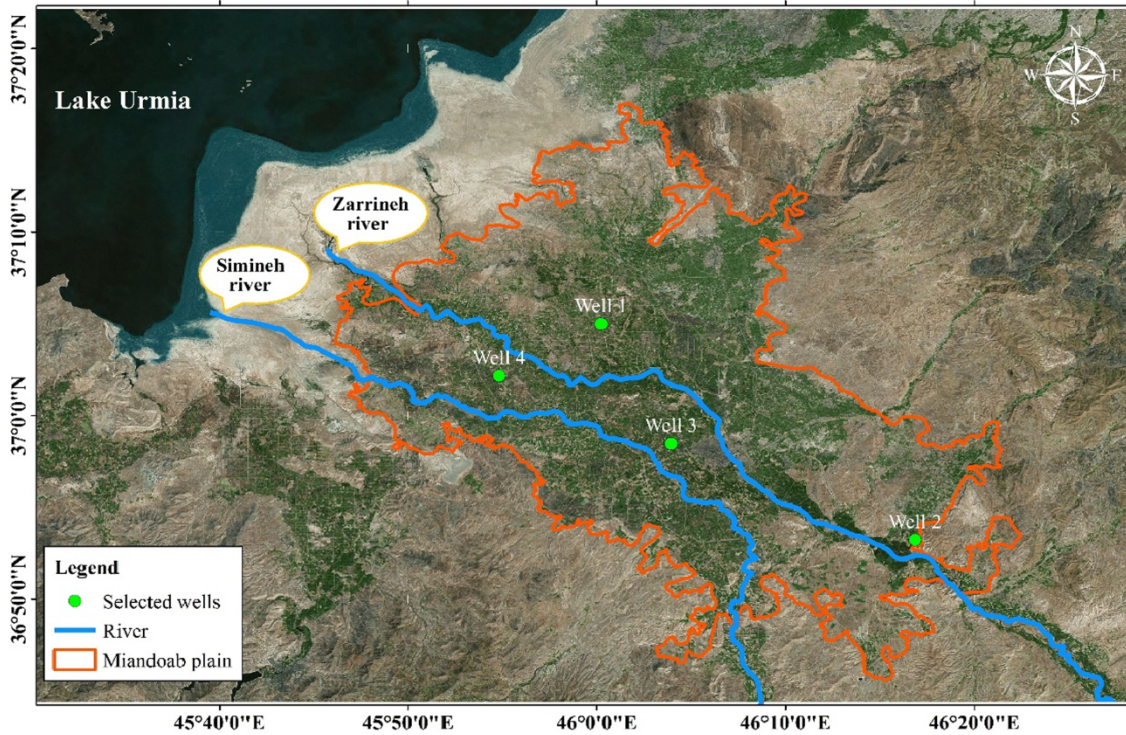 Lake Urmia
N
W E
S
Zarrineh
river
Simineh
river
Well 1
Well 4
Well 3
Well 2
Legend
Selected wells
River
Miandoab plain
37°20'0"N
37°10'0"N
37°0'0"N
36°50'0"N
45°40'0"E
45°50'0"E
46°0'0"E
46°10'0"E
46°20'0"E